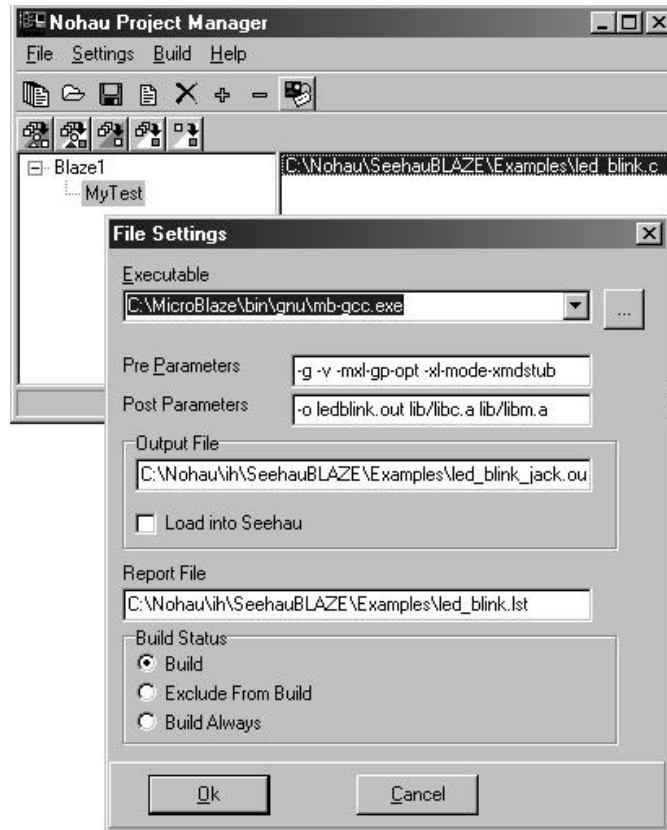 Nohau Project Manager
File Settings Build Help
Blaze1
MyTest
C:\Nohau\SeehauBLAZE\Examples\led_blink.c
File Settings
Executable
C:\MicroBlaze\bin\gnu\mb-gcc.exe
...
Pre Parameters
-g -v -mxl-gp-opt -xl-mode-xmdstub
Post Parameters
-o ledblink.out lib/libc.a lib/libm.a
Output File
C:\Nohau\ih\SeehauBLAZE\Examples\led_blink_jack.ou
Load into Seehau
Report File
C:\Nohau\ih\SeehauBLAZE\Examples\led_blink.lst
Build Status
Build
Exclude From Build
Build Always
Ok Cancel